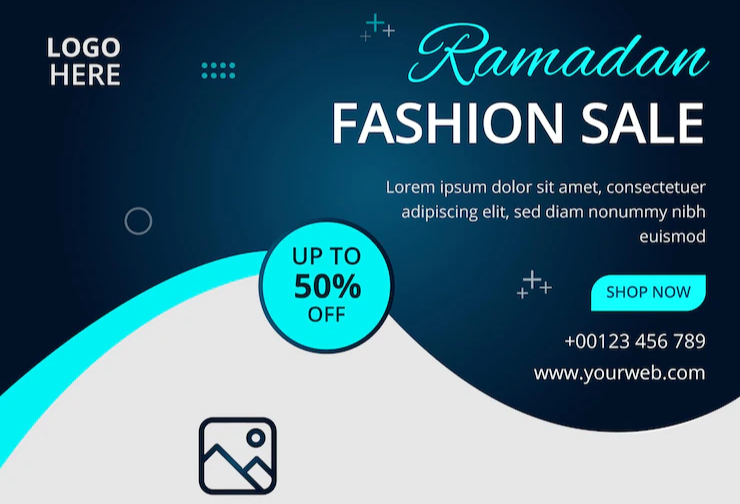 LOGO
HERE
Ramadan
FASHION SALE
Lorem ipsum dolor sit amet, consectetuer
adipiscing elit, sed diam nonummy nibh
euismod
UP TO
50%
OFF
SHOP NOW
+00123 456 789
www.yourweb.com